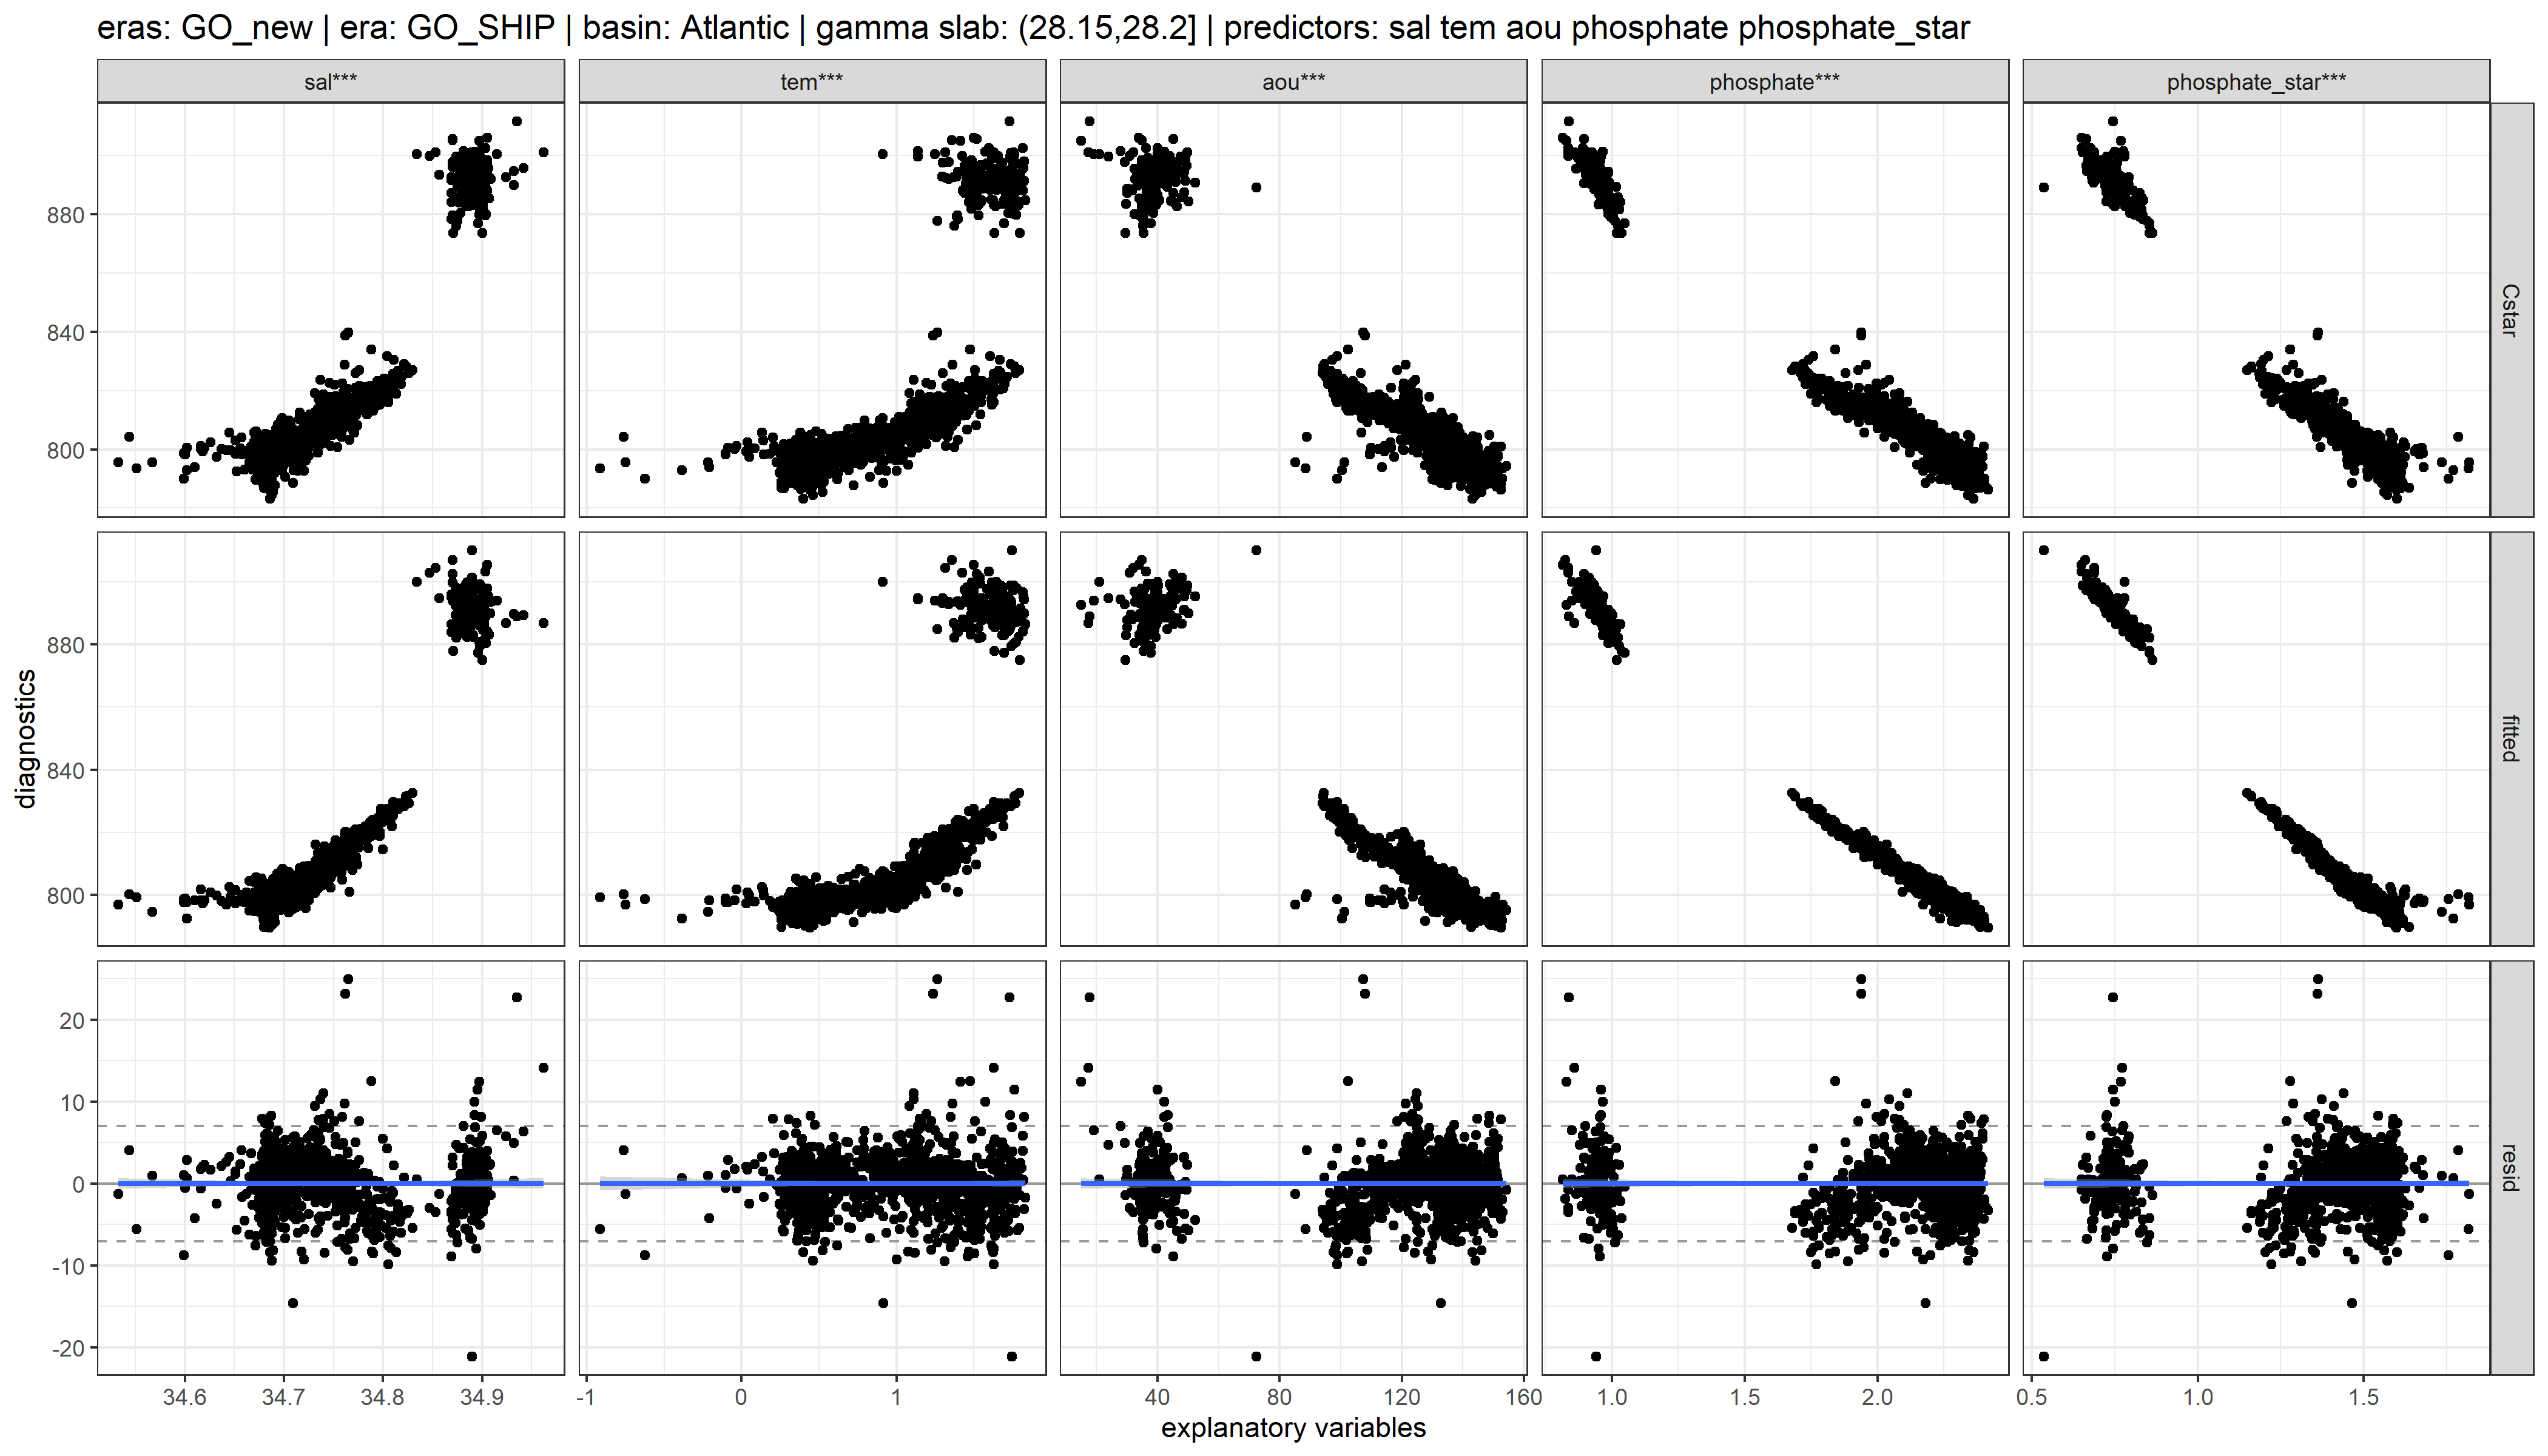 eras: GO_new | era: GO_SHIP | basin: Atlantic | gamma slab: (28.15,28.2] | predictors: sal tem aou phosphate phosphate_star
sal*** tem*** aou*** phosphate*** phosphate_star***
880
840
800
Cstar
880
840
800
fitted
diagnostics
20
10
0
-10
-20
resid
34.6 34.7 34.8 34.9 -1 0 1 40 80 120 160 1.0 1.5 2.0 0.5 1.0 1.5
explanatory variables